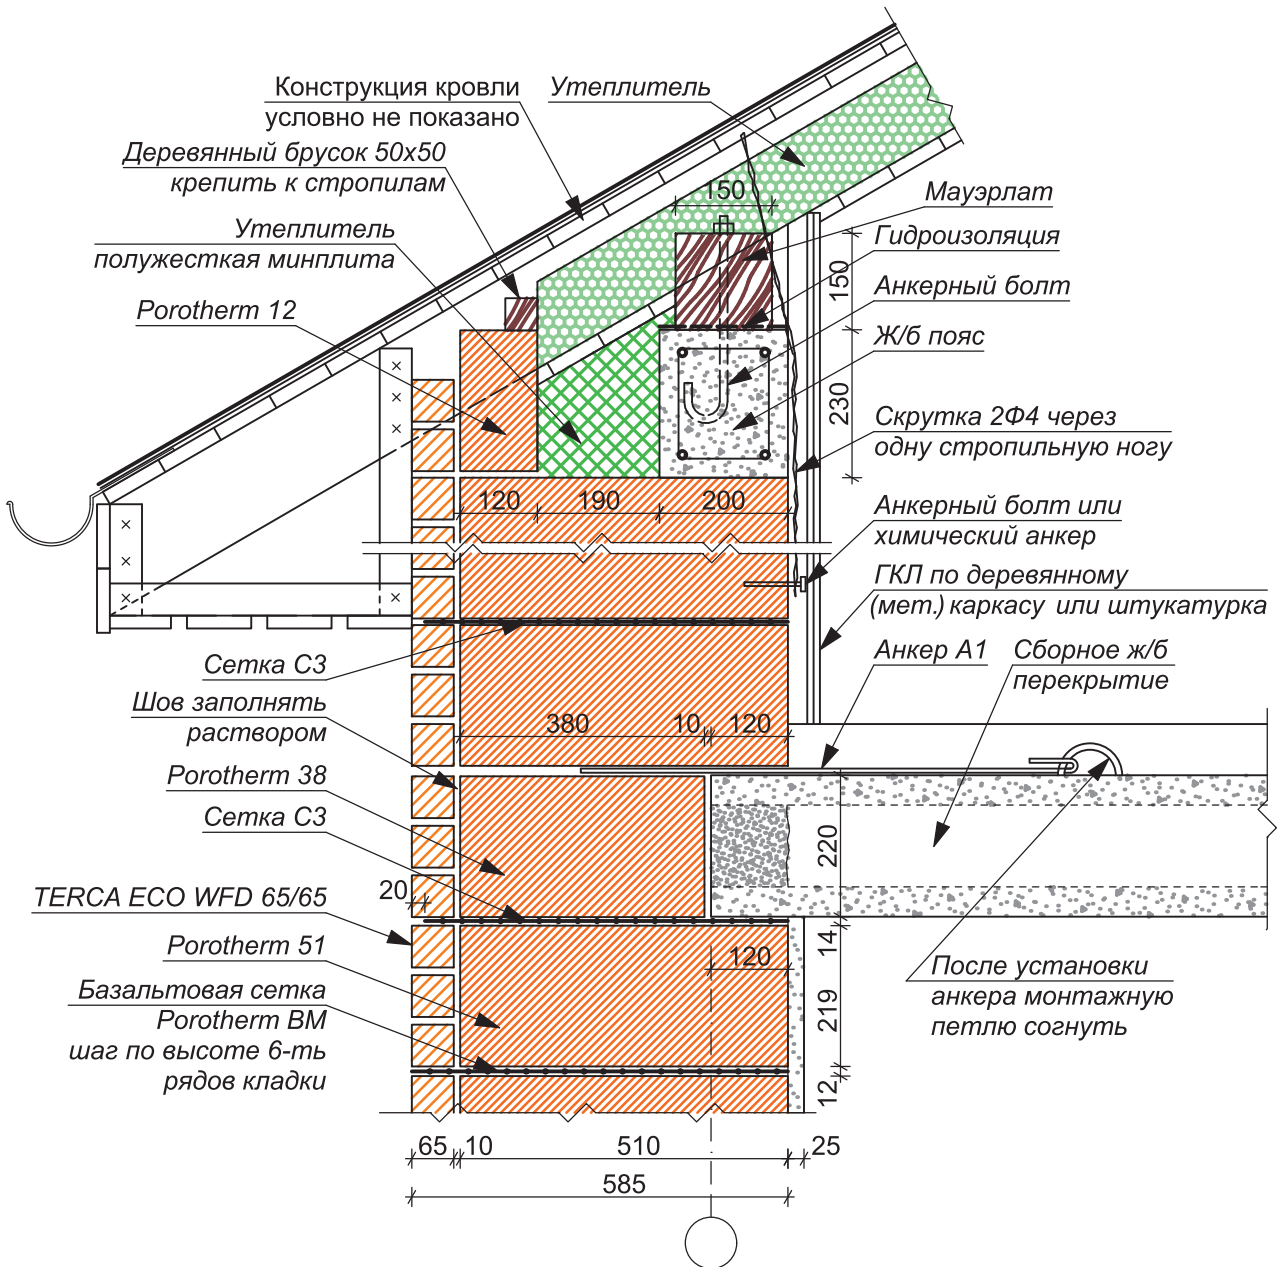 Конструкция кровли
условно не показано
Утеплитель
Деревянный брусок 50х50
крепить к стропилам
150
Мауэрлат
Утеплитель
полужесткая минплита
Гидроизоляция
150
Анкерный болт
Porotherm 12
Ж/б пояс
230
Скрутка 2Ф4 через
одну стропильную ногу
120
190
200
Анкерный болт или
химический анкер
ГКЛ по деревянному
(мет.) каркасу или штукатурка
Сетка С3
Анкер А1
Сборное ж/б
перекрытие
Шов заполнять
раствором
380
10
120
Porotherm 38
Сетка С3
220
20
TERCA ECO WFD 65/65
Porotherm 51
14
120
После установки
анкера монтажную
петлю согнуть
Базальтовая сетка
Porotherm BM
шаг по высоте 6-ть
рядов кладки
219
12
65
10
510
25
585